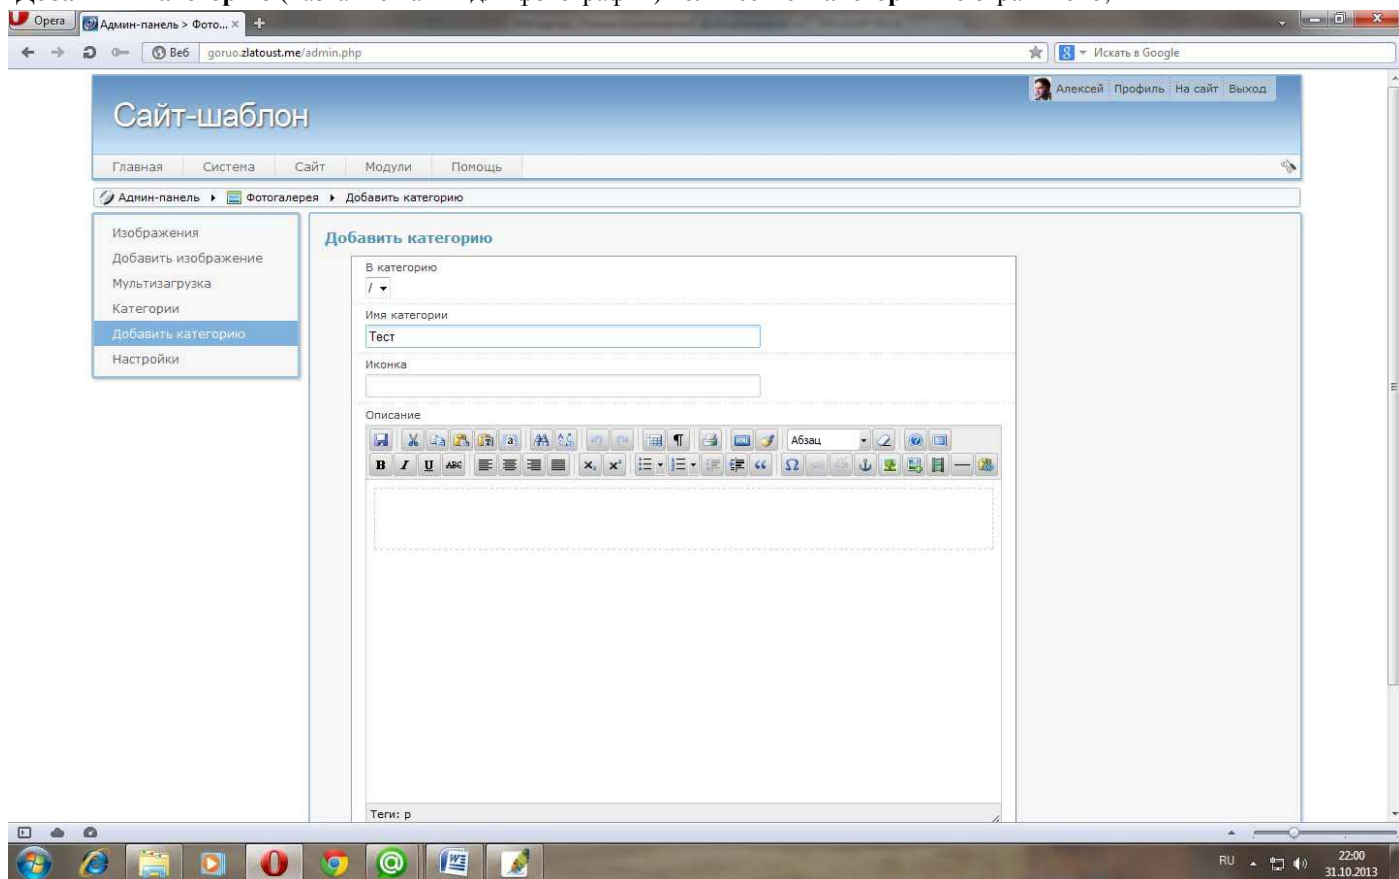 Opera Админ-панель > Фото...
Веб goruo.zlatoust.me/admin.php Искать в Google
Алексей Профиль На сайт Выход
Сайт-шаблон
Главная Система Сайт Модули Помощь
Админ-панель Фотогалерея Добавить категорию
Изображения
Добавить изображение
Мультизагрузка
Категории
Добавить категорию
Настройки
Добавить категорию
В категорию
/
Имя категории
Тест
Иконка
Описание
Абзац
B I U ABC
Теги: p
RU 22:00
31.10.2013